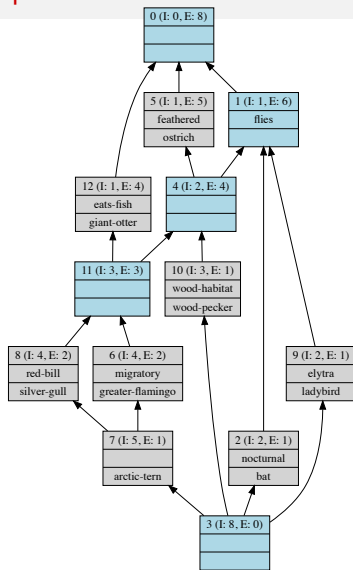 0 (I: 0, E: 8)
5 (I: 1, E: 5)
feathered
ostrich
1 (I: 1, E: 6)
flies
12 (I: 1, E: 4)
eats-fish
giant-otter
4 (I: 2, E: 4)
11 (I: 3, E: 3)
10 (I: 3, E: 1)
wood-habitat
wood-pecker
8 (I: 4, E: 2)
red-bill
silver-gull
6 (I: 4, E: 2)
migratory
greater-flamingo
9 (I: 2, E: 1)
elytra
ladybird
7 (I: 5, E: 1)
arctic-tern
2 (I: 2, E: 1)
nocturnal
bat
3 (I: 8, E: 0)